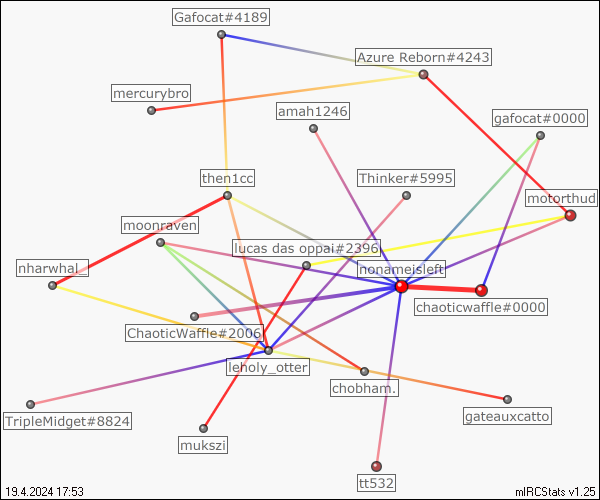 Gafocat#4189
Azure Reborn#4243
mercurybro
amah1246
gafocat#0000
then1cc
Thinker#5995
motorthud
moonraven
lucas das oppai#2396
nharwhal_
nonameisleft
chaoticwaffle#0000
ChaoticWaffle#2006
leholy_otter
chobham.
TripleMidget#8824
gateauxcatto
mukszi
tt532
19.4.2024 17:53
mIRCStats v1.25